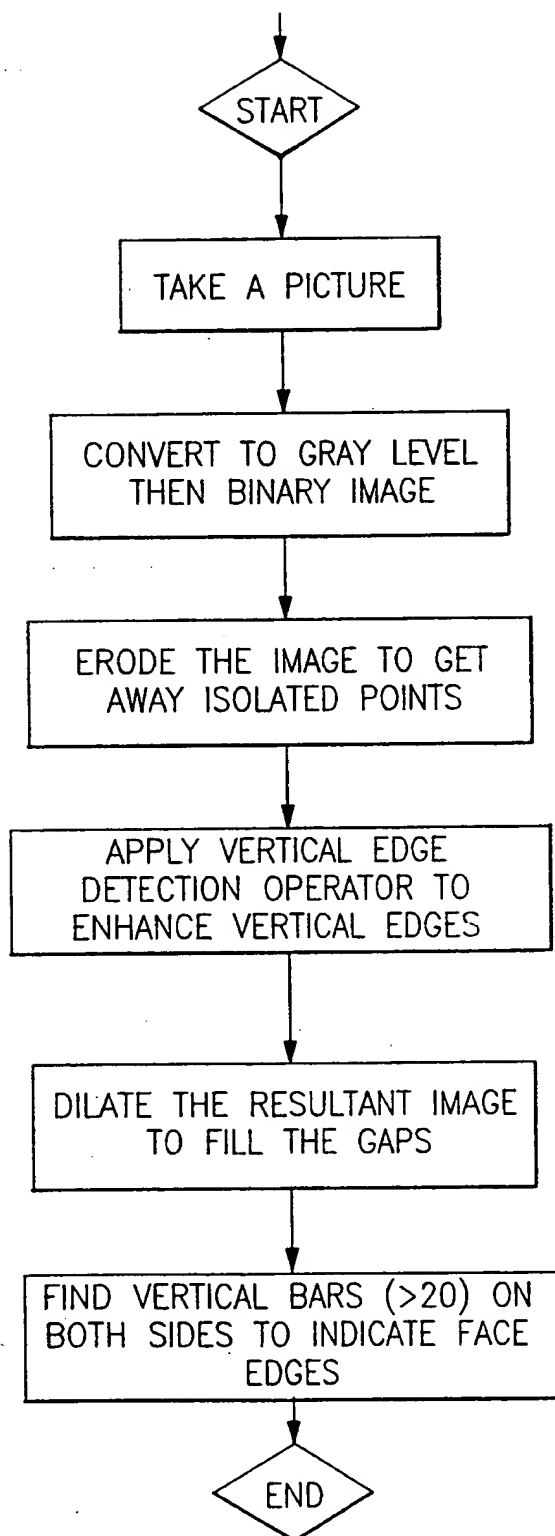 START
TAKE A PICTURE
CONVERT TO GRAY LEVEL
THEN BINARY IMAGE
ERODE THE IMAGE TO GET
AWAY ISOLATED POINTS
APPLY VERTICAL EDGE
DETECTION OPERATOR TO
ENHANCE VERTICAL EDGES
DILATE THE RESULTANT IMAGE
TO FILL THE GAPS
FIND VERTICAL BARS (>20) ON
BOTH SIDES TO INDICATE FACE
EDGES
END